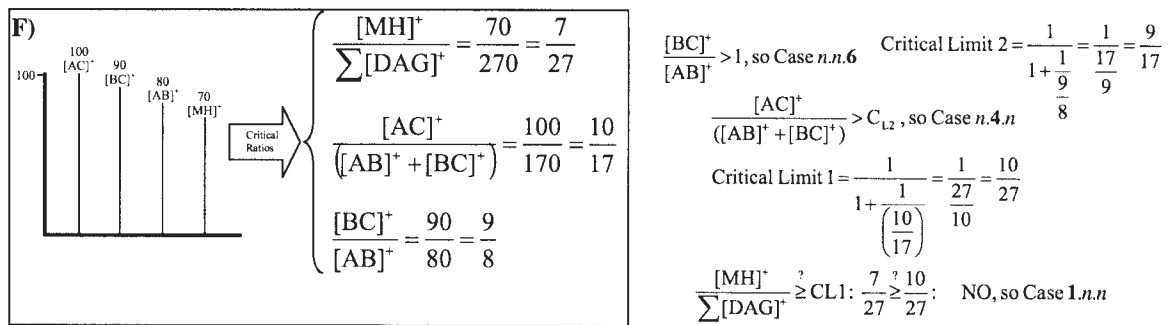 F)
100
[AC]⁺
90
[BC]⁺
80
[AB]⁺
70
[MH]⁺
100
Critical
Ratios
[MH]⁺ / ∑[DAG]⁺ = 70/270 = 7/27
[AC]⁺ / ([AB]⁺ + [BC]⁺) = 100/170 = 10/17
[BC]⁺ / [AB]⁺ = 90/80 = 9/8
[BC]⁺ / [AB]⁺ > 1, so Case n.n.6
Critical Limit 2 = 1 / (1 + 1/(9/8)) = 1/(17/9) = 9/17
[AC]⁺ / ([AB]⁺ + [BC]⁺) > C_L2, so Case n.4.n
Critical Limit 1 = 1 / (1 + 1/(10/17)) = 1/(27/10) = 10/27
[MH]⁺ / ∑[DAG]⁺ ≥? CL1: 7/27 ≥? 10/27; NO, so Case 1.n.n